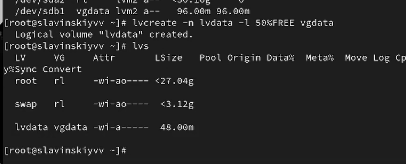 /dev/sda2 rl lvm2 a-- <30.16g 0
/dev/sdb1 vgdata lvm2 a-- 96.00m 96.00m
[root@slavinskiyvv ~]# lvcreate -n lvdata -l 50%FREE vgdata
Logical volume "lvdata" created.
[root@slavinskiyvv ~]# lvs
LV VG Attr LSize Pool Origin Data% Meta% Move Log Cp
y%Sync Convert
root rl -wi-ao---- <27.04g
swap rl -wi-ao---- <3.12g
lvdata vgdata -wi-a----- 48.00m
[root@slavinskiyvv ~]#